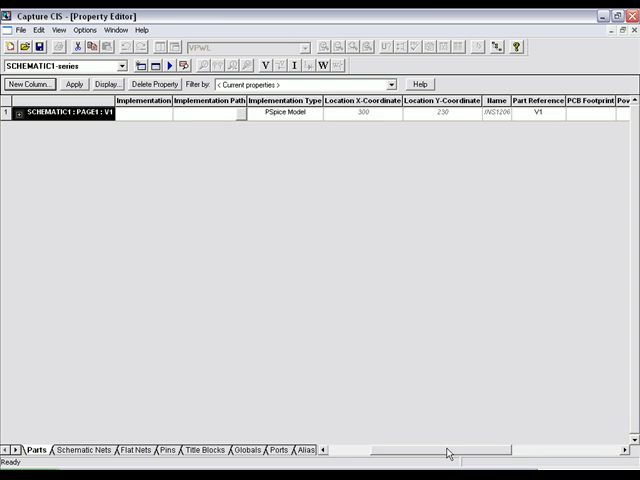 Capture CIS - [Property Editor]
File Edit View Options Window Help
VPWL
U?
SCHEMATIC1-series
V I W
New Column... Apply Display... Delete Property Filter by: < Current properties > Help
Implementation Implementation Path Implementation Type Location X-Coordinate Location Y-Coordinate Name Part Reference PCB Footprint Pow
1 SCHEMATIC1 : PAGE1 : V1 PSpice Model 300 230 /INS1206 V1
Parts Schematic Nets Flat Nets Pins Title Blocks Globals Ports Alias
Ready